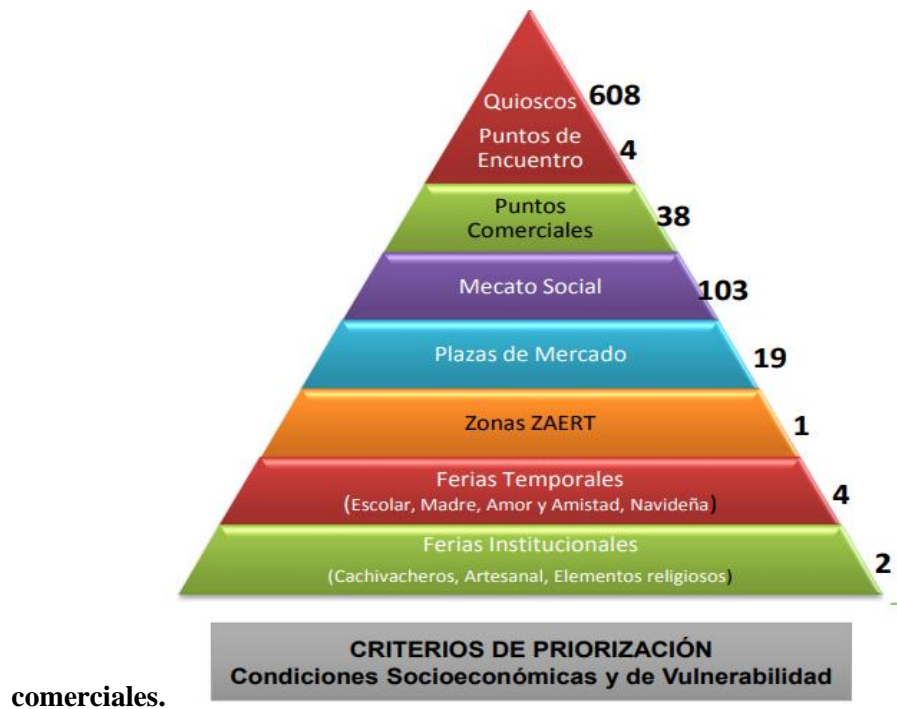 Quioscos 608
Puntos de
Encuentro 4
Puntos
Comerciales 38
Mecato Social 103
Plazas de Mercado 19
Zonas ZAERT 1
Ferias Temporales
(Escolar, Madre, Amor y Amistad, Navideña) 4
Ferias Institucionales
(Cachivacheros, Artesanal, Elementos religiosos) 2
CRITERIOS DE PRIORIZACIÓN
Condiciones Socioeconómicas y de Vulnerabilidad
comerciales.